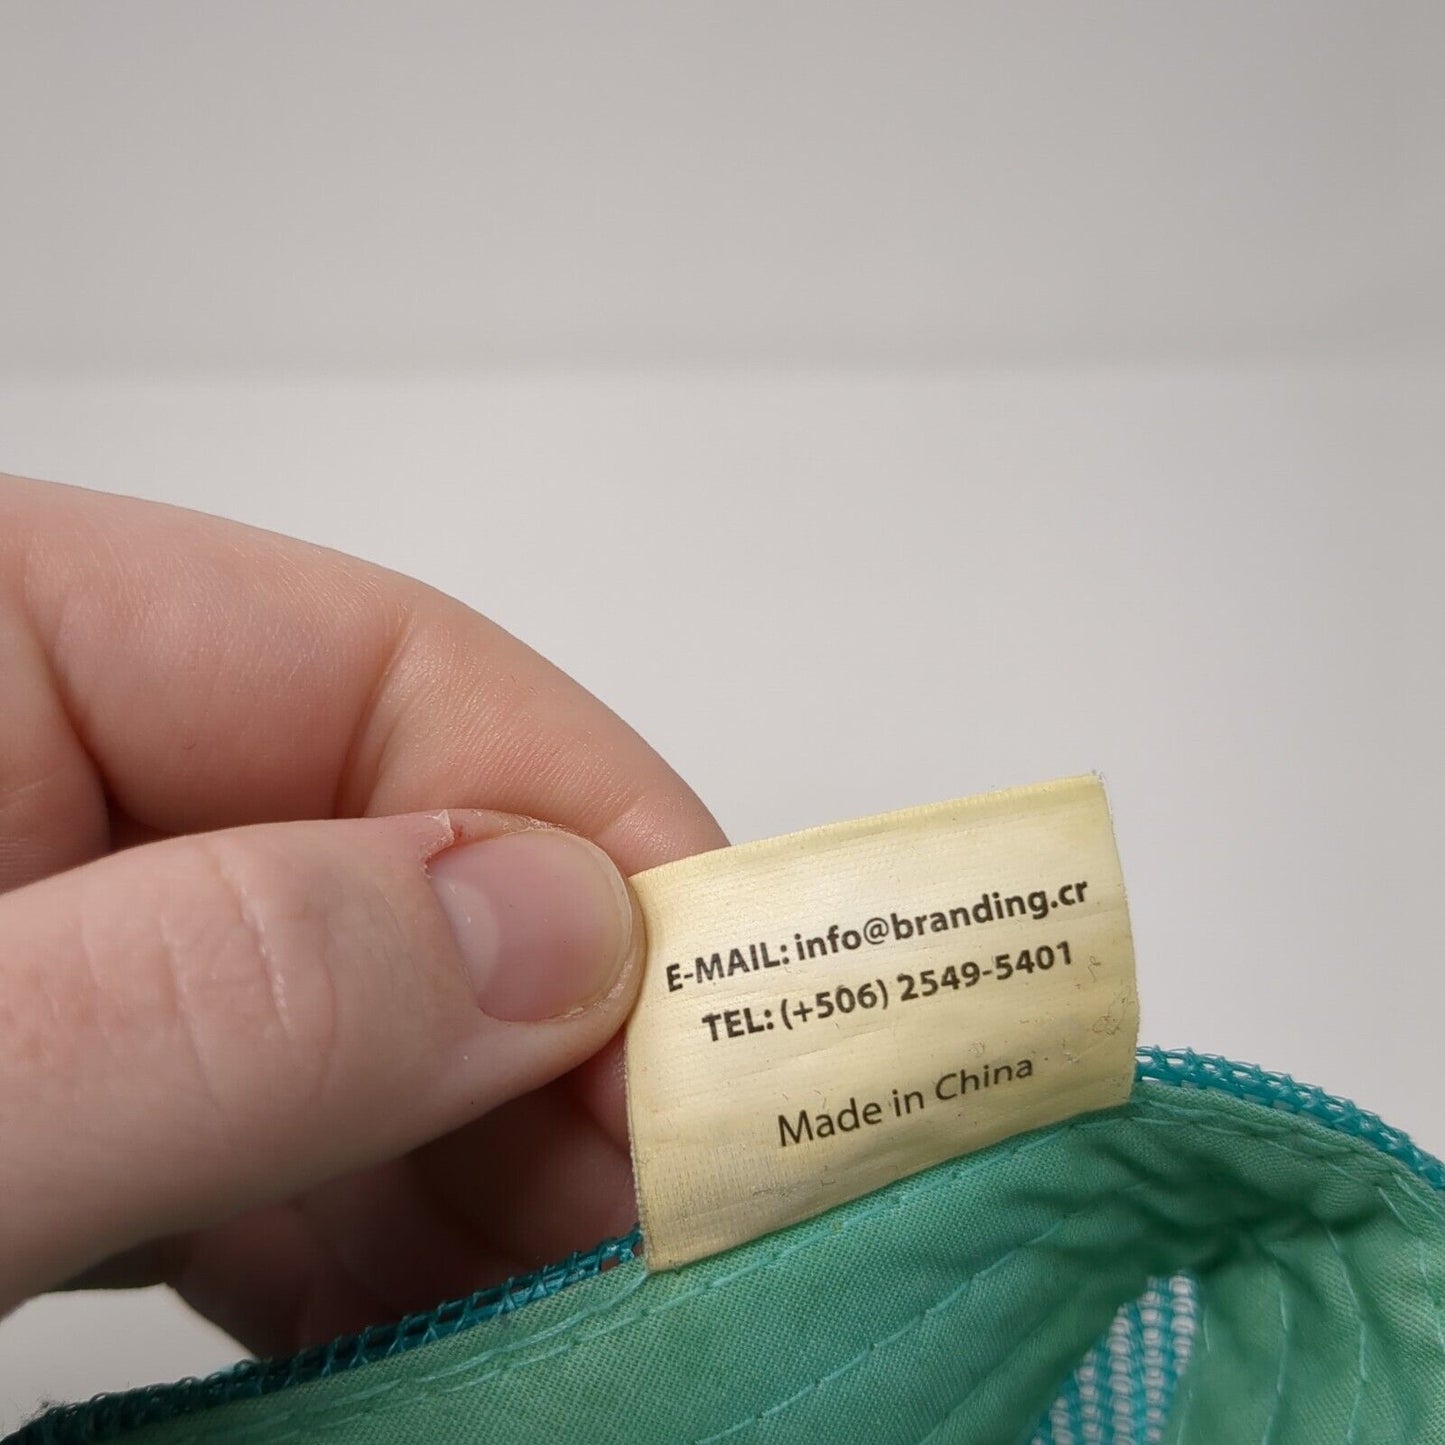 E-MAIL: info@branding.cr
TEL: (+506) 2549-5401
Made in China